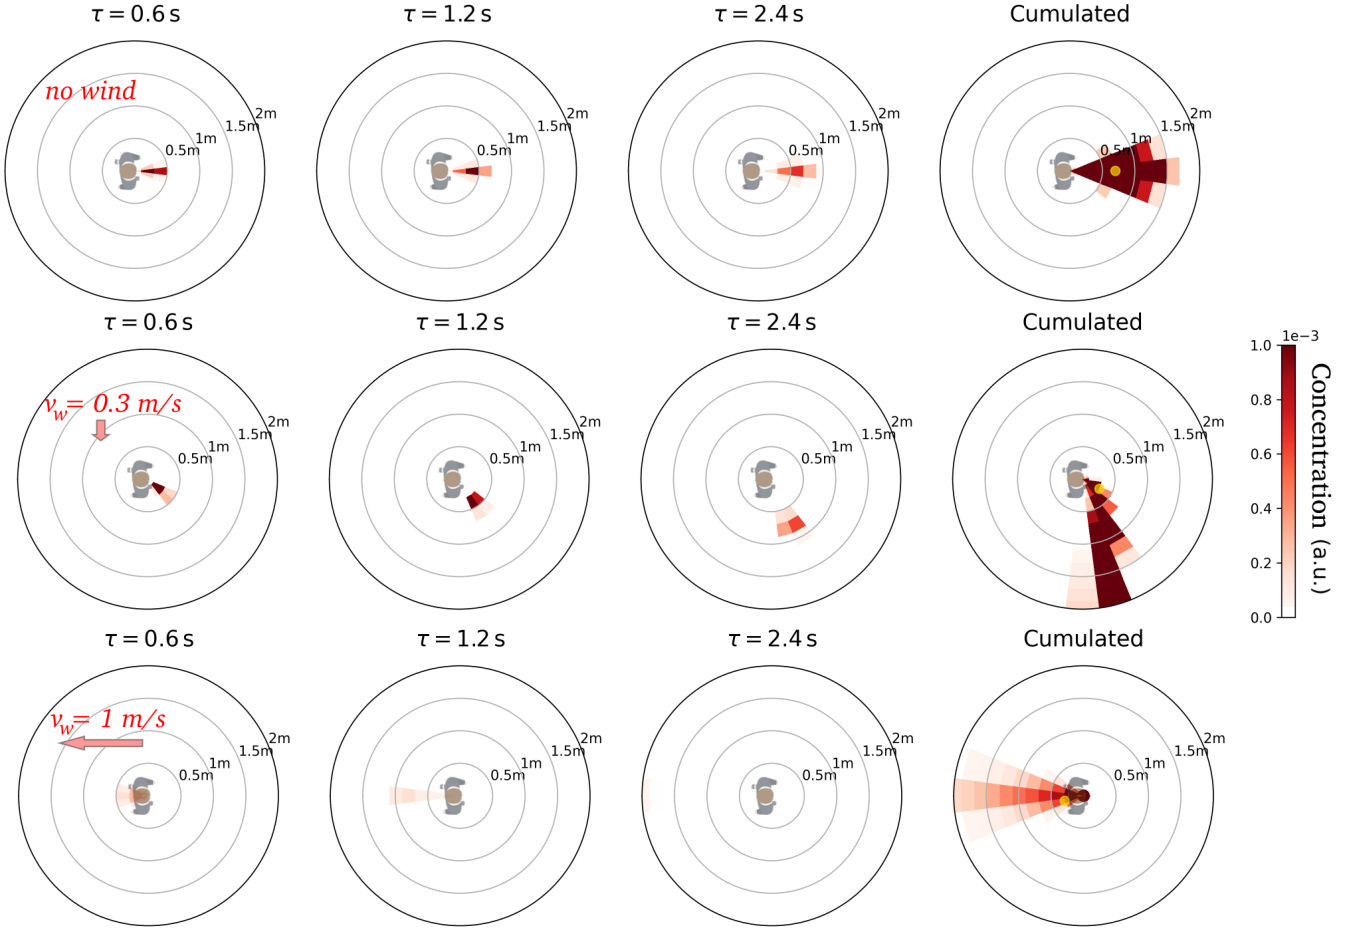 τ = 0.6 s
τ = 1.2 s
τ = 2.4 s
Cumulated
no wind
0.5m
1m
1.5m
2m
0.5m
1m
1.5m
2m
0.5m
1m
1.5m
2m
0.5m
1m
1.5m
2m
τ = 0.6 s
τ = 1.2 s
τ = 2.4 s
Cumulated
v_w = 0.3 m/s
0.5m
1m
1.5m
2m
0.5m
1m
1.5m
2m
0.5m
1m
1.5m
2m
0.5m
1m
1.5m
2m
1e−3
1.0
0.8
0.6
0.4
0.2
0.0
Concentration (a.u.)
τ = 0.6 s
τ = 1.2 s
τ = 2.4 s
Cumulated
v_w = 1 m/s
0.5m
1m
1.5m
2m
0.5m
1m
1.5m
2m
0.5m
1m
1.5m
2m
0.5m
1m
1.5m
2m